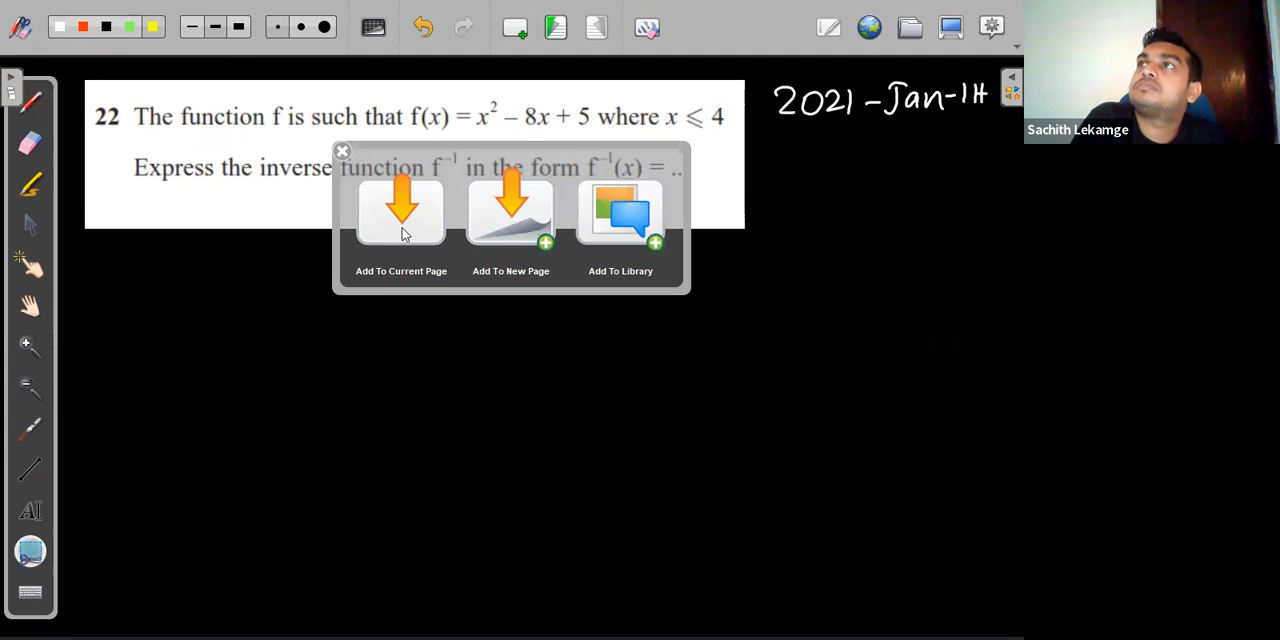 22 The function f is such that f(x) = x² – 8x + 5 where x ⩽ 4
Express the inverse function f⁻¹ in the form f⁻¹(x) = ..
2021 – Jan – 1H
Sachith Lekamge
Add To Current Page
Add To New Page
Add To Library
AI